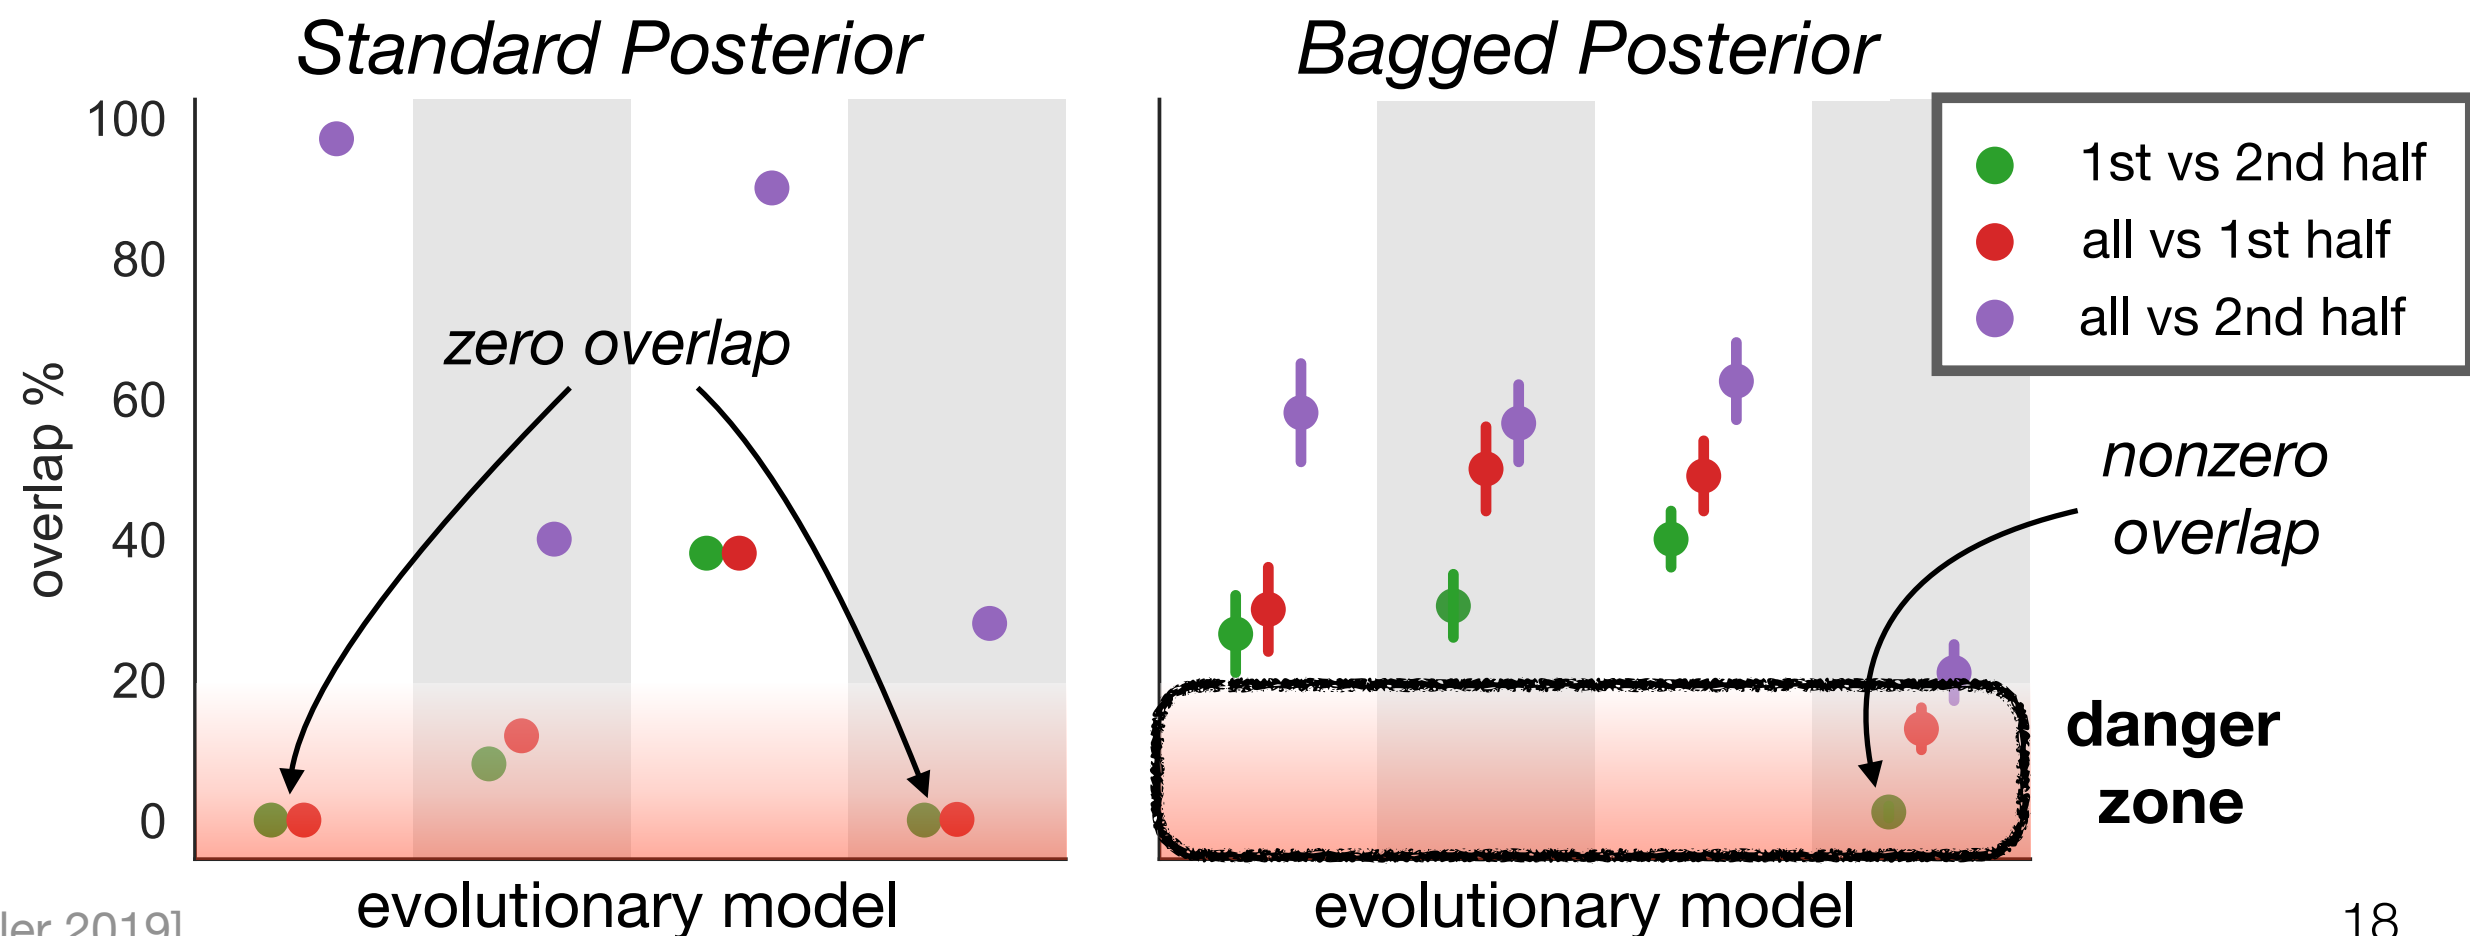 Standard Posterior
Bagged Posterior
100
80
60
40
20
0
overlap %
zero overlap
1st vs 2nd half
all vs 1st half
all vs 2nd half
nonzero
overlap
danger
zone
evolutionary model
evolutionary model
2019]
18